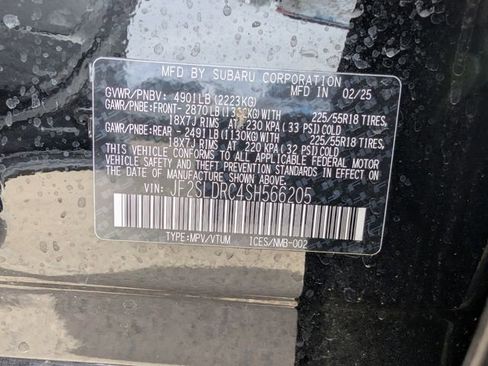 MFD BY SUBARU CORPORATION
GVWR/PNBV: 4901LB(2223KG) MFD. IN 02/25
GAWR/PNBE:FRONT- 2870LB(13 KG)WITH 225/55R18 TIRES,
18X7J RIMS AT 230 KPA (33 PSI)COLD
GAWR/PNBE:REAR - 2491LB(1130KG)WITH 225/55R18 TIRES,
18X7J RIMS AT 220 KPA (32 PSI)COLD
THIS VEHICLE CONFORMS TO ALL APPLICABLE FEDERAL MOTOR
VEHICLE SAFETY AND THEFT PREVENTION STANDARDS IN EFFECT ON
THE DATE OF MANUFACTURE SHOWN ABOVE.
VIN: JF2SLDRC4SH566205
TYPE:MPV/VTUM ICES/NMB-002